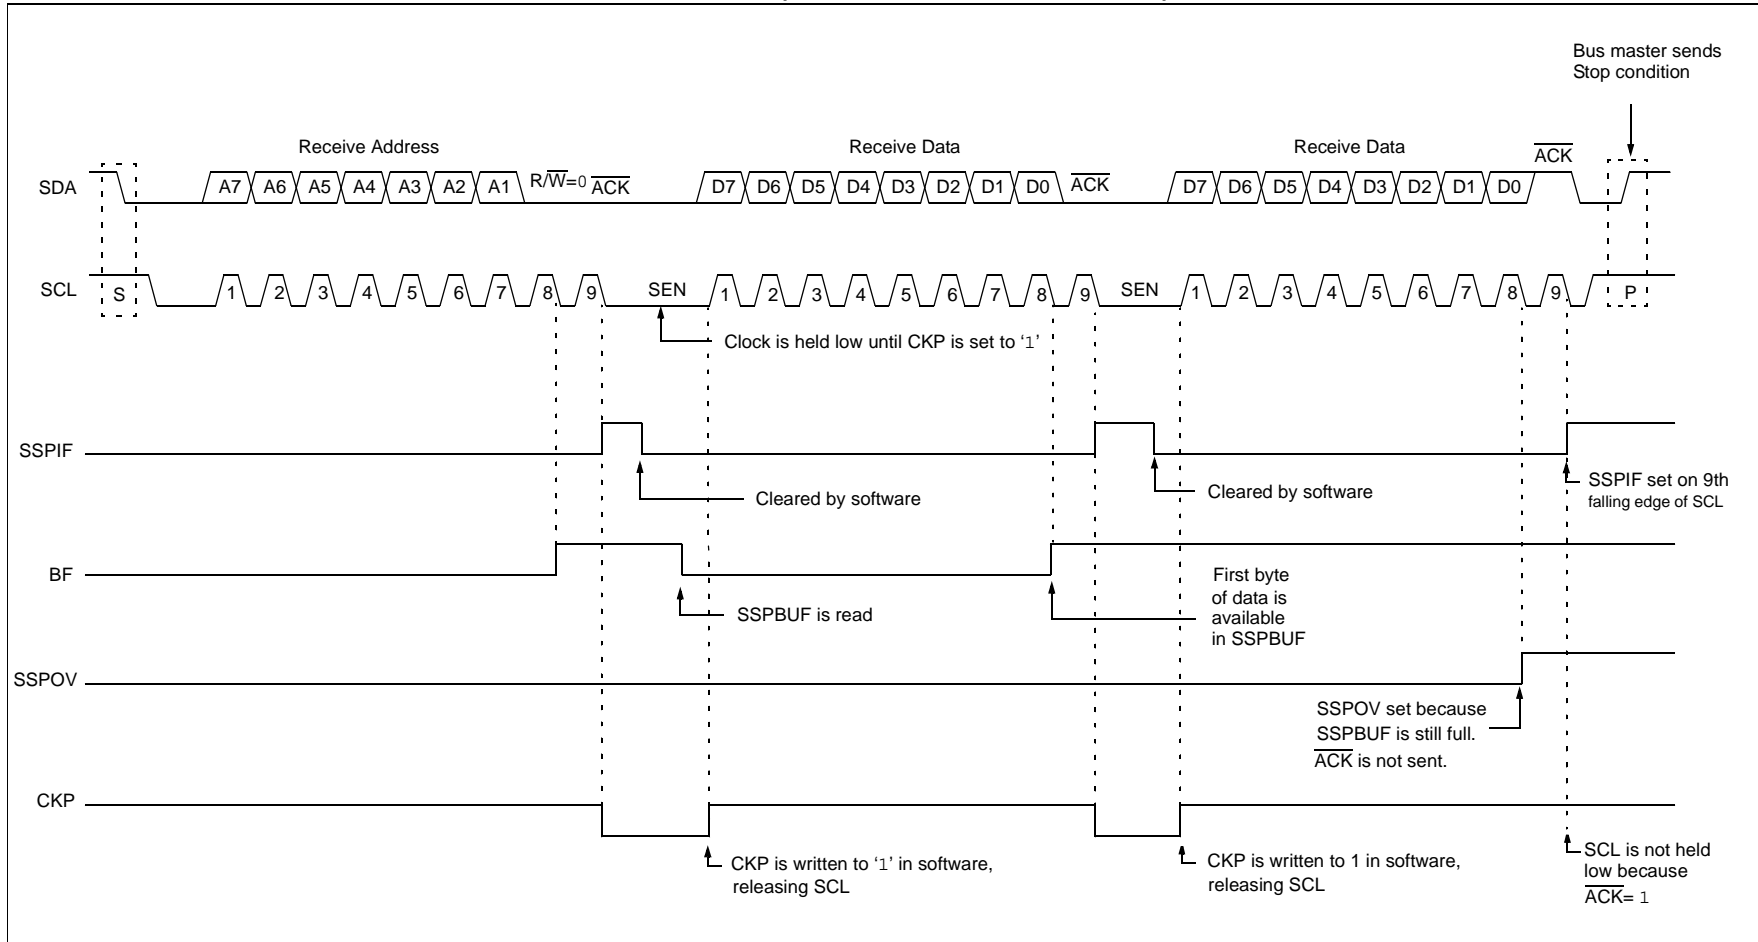 Bus master sends
Stop condition
Receive Address
Receive Data
Receive Data
ACK
SDA
A7 A6 A5 A4 A3 A2 A1 R/W=0 ACK
D7 D6 D5 D4 D3 D2 D1 D0 ACK
D7 D6 D5 D4 D3 D2 D1 D0
SCL
S
1 2 3 4 5 6 7 8 9 SEN
1 2 3 4 5 6 7 8 9 SEN
1 2 3 4 5 6 7 8 9
P
Clock is held low until CKP is set to ‘1’
SSPIF
Cleared by software
Cleared by software
SSPIF set on 9th
falling edge of SCL
BF
SSPBUF is read
First byte
of data is
available
in SSPBUF
SSPOV
SSPOV set because
SSPBUF is still full.
ACK is not sent.
CKP
CKP is written to ‘1’ in software,
releasing SCL
CKP is written to 1 in software,
releasing SCL
SCL is not held
low because
ACK= 1